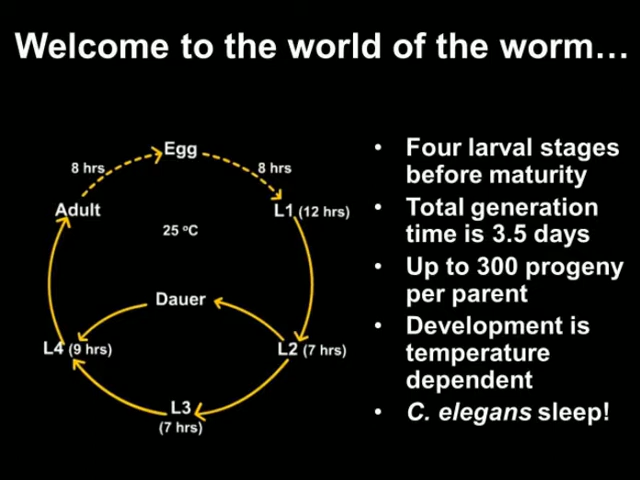 Welcome to the world of the worm…
Egg
8 hrs
8 hrs
Adult
L1 (12 hrs)
25 ºC
Dauer
L4 (9 hrs)
L2 (7 hrs)
L3
(7 hrs)
• Four larval stages
before maturity
• Total generation
time is 3.5 days
• Up to 300 progeny
per parent
• Development is
temperature
dependent
• C. elegans sleep!